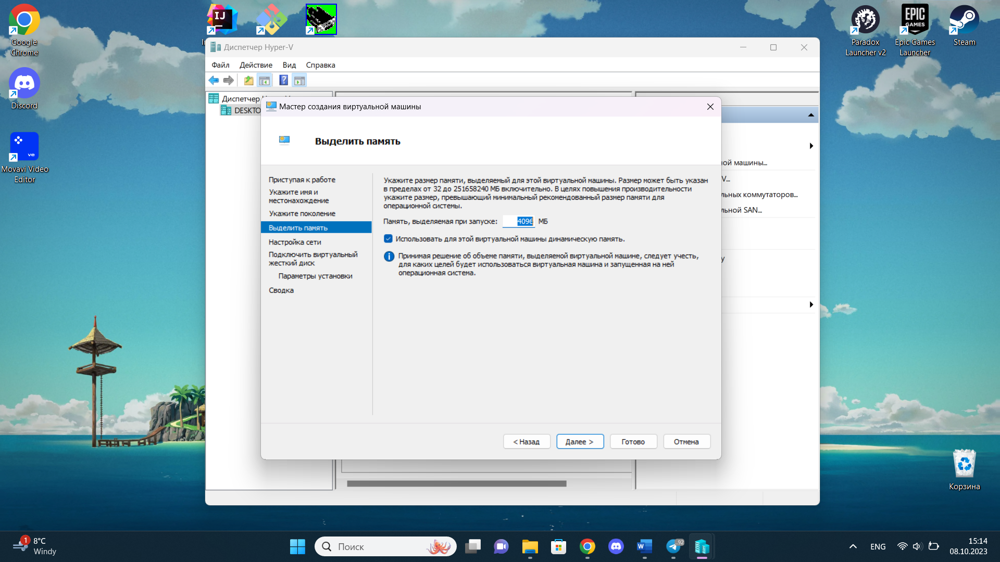 Google
Chrome
Discord
Movavi Video
Editor
ve
IJ
Paradox
Launcher v2
EPIC
GAMES
Epic Games
Launcher
Steam
Диспетчер Hyper-V
Файл
Действие
Вид
Справка
Диспетчер
DESKTO
Мастер создания виртуальной машины
Выделить память
Приступая к работе
Укажите имя и
местонахождение
Укажите поколение
Выделить память
Настройка сети
Подключить виртуальный
жесткий диск
Параметры установки
Сводка
Укажите размер памяти, выделяемый для этой виртуальной машины. Размер может быть указан
в пределах от 32 до 251658240 МБ включительно. В целях повышения производительности
укажите размер, превышающий минимальный рекомендованный размер памяти для
операционной системы.
Память, выделяемая при запуске: 4096 МБ
Использовать для этой виртуальной машины динамическую память.
Принимая решение об объеме памяти, выделяемой виртуальной машине, следует учесть,
для каких целей будет использоваться виртуальная машина и запущенная на ней
операционная система.
< Назад
Далее >
Готово
Отмена
ой машины...
V...
льных коммутаторов...
льной SAN...
у
Корзина
1
8°C
Windy
Поиск
92
ENG
15:14
08.10.2023